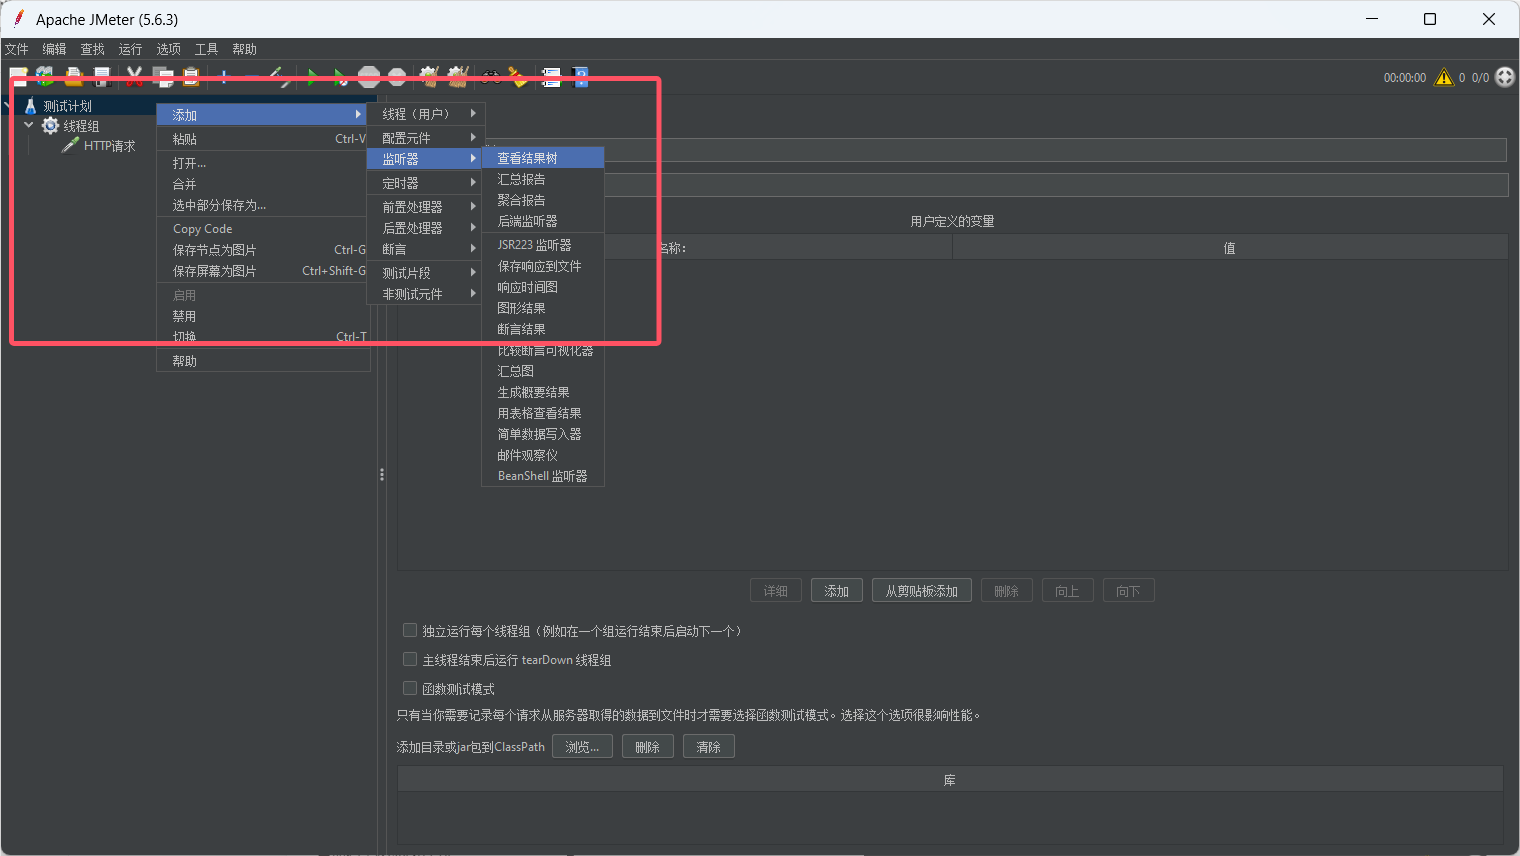 Apache JMeter (5.6.3)
文件 编辑 查找 运行 选项 工具 帮助
00:00:00 0 0/0
测试计划
线程组
HTTP请求
添加
粘贴 Ctrl-V
打开...
合并
选中部分保存为...
Copy Code
保存节点为图片 Ctrl-G
保存屏幕为图片 Ctrl+Shift-G
启用
禁用
切换 Ctrl-T
帮助
线程（用户）
配置元件
监听器
定时器
前置处理器
后置处理器
断言
测试片段
非测试元件
查看结果树
汇总报告
聚合报告
后端监听器
JSR223 监听器
保存响应到文件
响应时间图
图形结果
断言结果
比较断言可视化器
汇总图
生成概要结果
用表格查看结果
简单数据写入器
邮件观察仪
BeanShell 监听器
用户定义的变量
名称: 值
详细 添加 从剪贴板添加 删除 向上 向下
独立运行每个线程组（例如在一个组运行结束后启动下一个）
主线程结束后运行 tearDown 线程组
函数测试模式
只有当你需要记录每个请求从服务器取得的数据到文件时才需要选择函数测试模式。选择这个选项很影响性能。
添加目录或jar包到ClassPath 浏览... 删除 清除
库